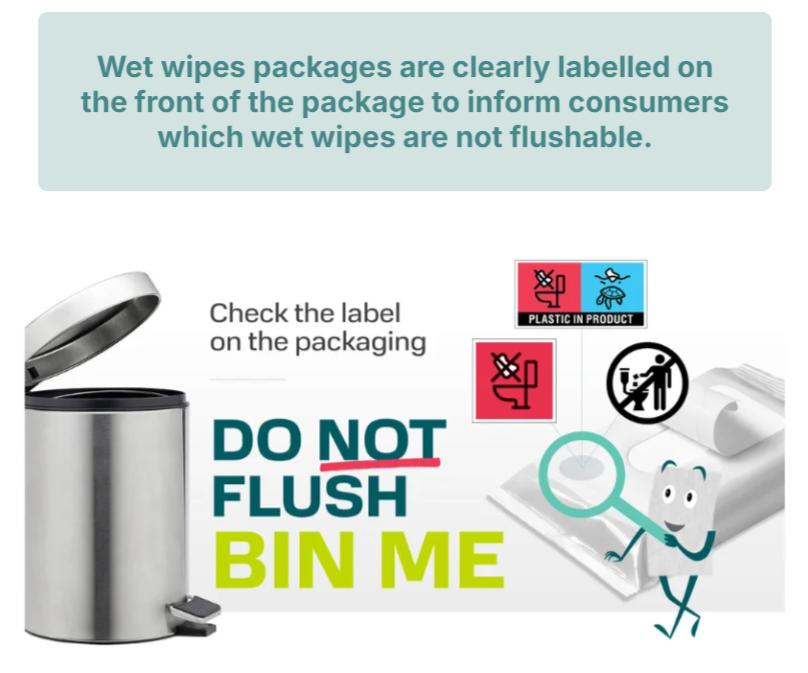 Wet wipes packages are clearly labelled on
the front of the package to inform consumers
which wet wipes are not flushable.
Check the label
on the packaging
PLASTIC IN PRODUCT
DO NOT
FLUSH
BIN ME